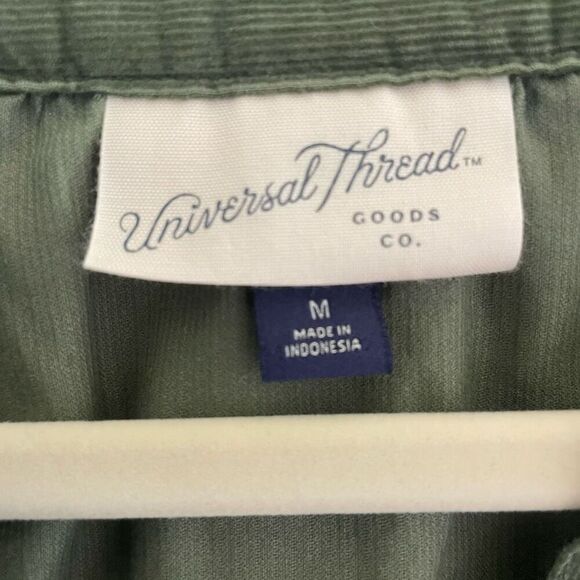 Universal Thread™
GOODS
CO.
M
MADE IN
INDONESIA